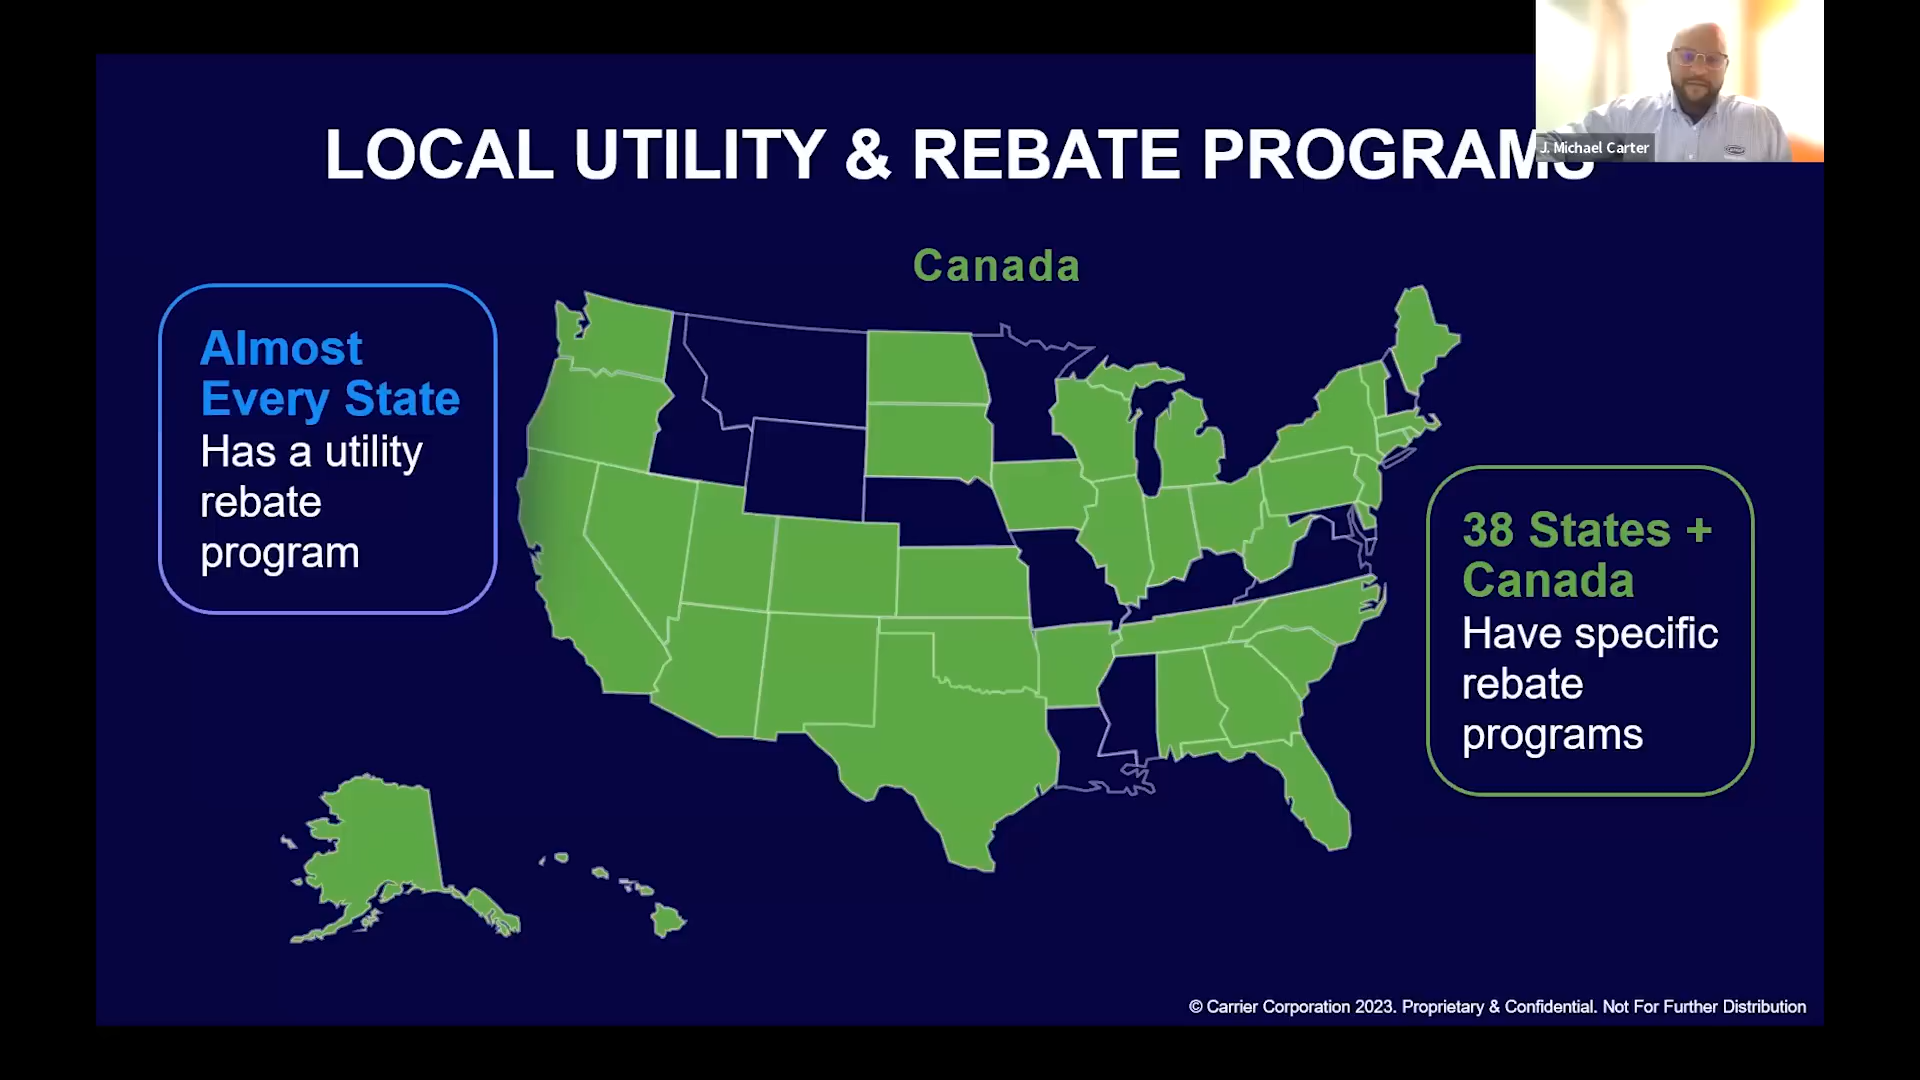 LOCAL UTILITY & REBATE PROGRAMS
J. Michael Carter
Canada
Almost
Every State
Has a utility
rebate
program
38 States +
Canada
Have specific
rebate
programs
© Carrier Corporation 2023. Proprietary & Confidential. Not For Further Distribution